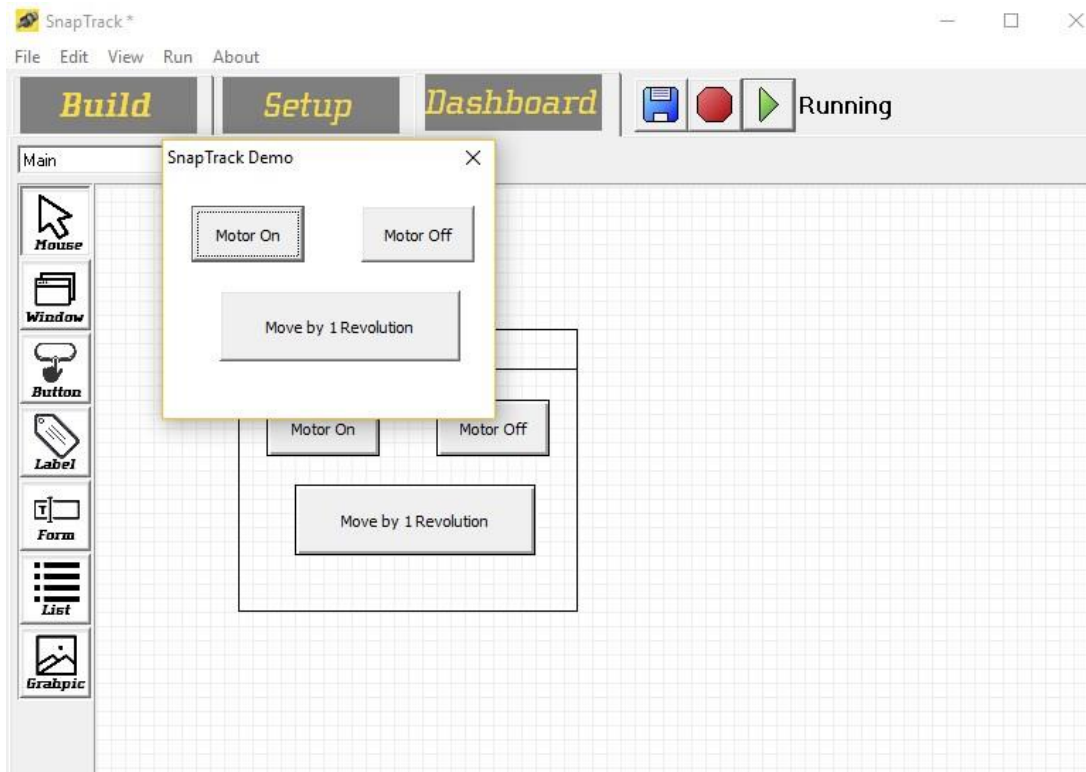 SnapTrack *
File Edit View Run About
Build Setup Dashboard Running
Main
SnapTrack Demo
Motor On Motor Off
Move by 1 Revolution
Mouse
Window
Button
Label
Form
List
Grahpic
Motor On Motor Off
Move by 1 Revolution